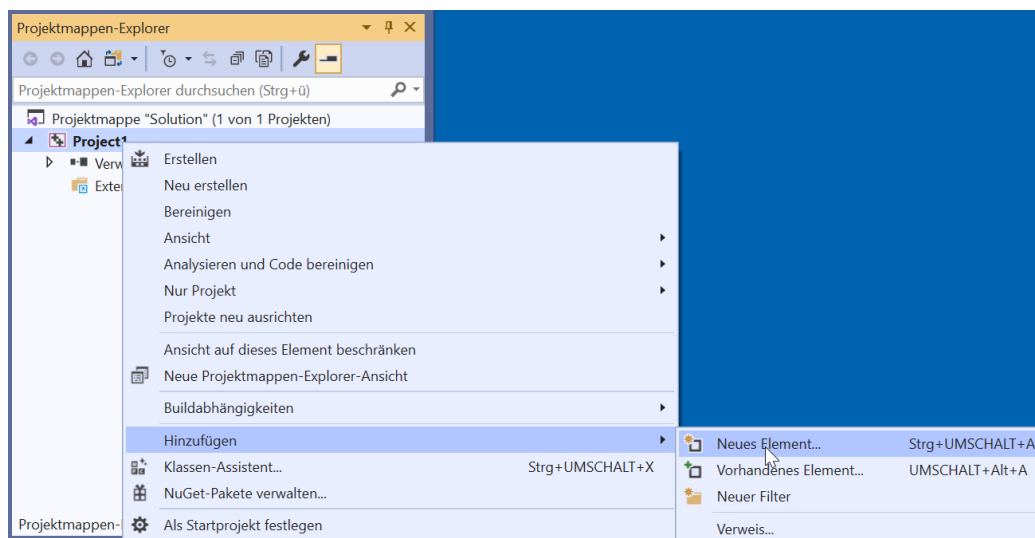 Projektmappen-Explorer
Projektmappen-Explorer durchsuchen (Strg+ü)
Projektmappe "Solution" (1 von 1 Projekten)
Project1
Verw
Exter
Erstellen
Neu erstellen
Bereinigen
Ansicht
Analysieren und Code bereinigen
Nur Projekt
Projekte neu ausrichten
Ansicht auf dieses Element beschränken
Neue Projektmappen-Explorer-Ansicht
Buildabhängigkeiten
Hinzufügen
Klassen-Assistent... Strg+UMSCHALT+X
NuGet-Pakete verwalten...
Als Startprojekt festlegen
Neues Element... Strg+UMSCHALT+A
Vorhandenes Element... UMSCHALT+Alt+A
Neuer Filter
Verweis...
Projektmappen-